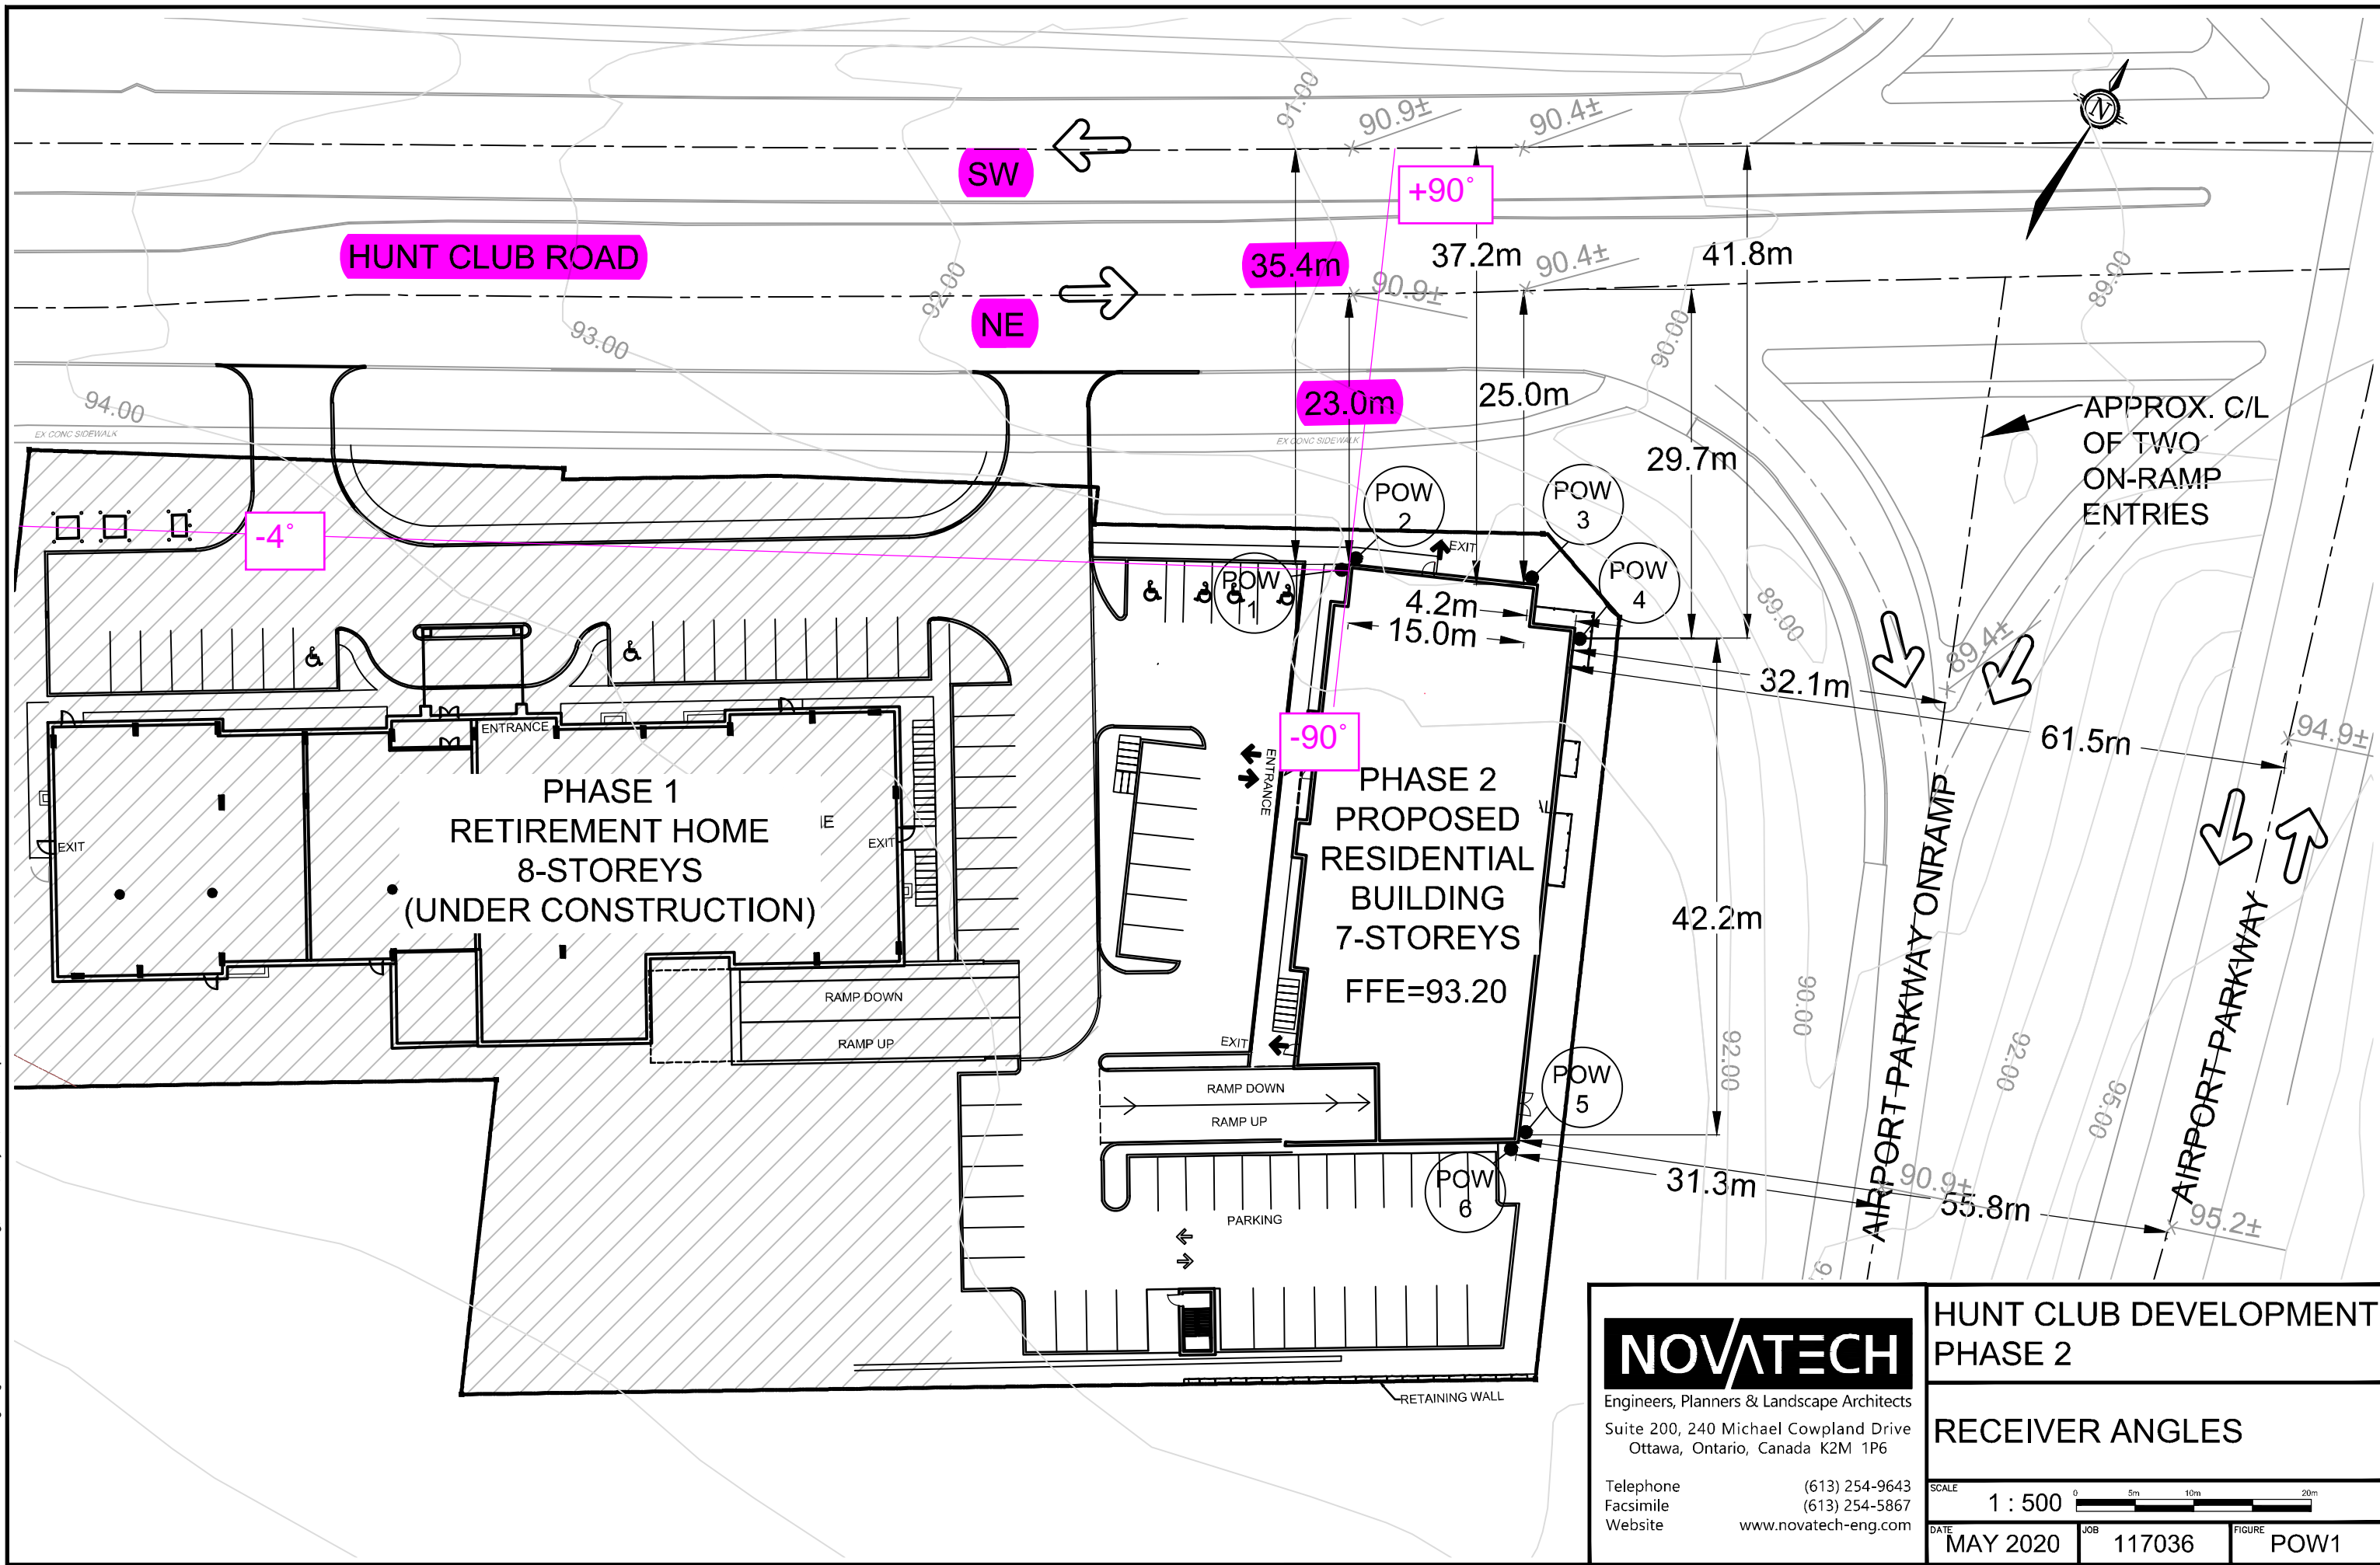 91.00
90.9±
90.4±
N
SW
+90°
HUNT CLUB ROAD
35.4m
37.2m
90.4±
41.8m
92.00
90.9±
89.00
NE
93.00
90.00
94.00
23.0m
25.0m
APPROX. C/L
OF TWO
ON-RAMP
ENTRIES
EX CONC SIDEWALK
EX CONC SIDEWALK
29.7m
POW
2
POW
3
-4°
EXIT
POW
1
POW
4
4.2m
15.0m
89.00
89.4±
32.1m
61.5m
94.9±
ENTRANCE
-90°
ENTRANCE
PHASE 1
RETIREMENT HOME
8-STOREYS
(UNDER CONSTRUCTION)
IE
EXIT
EXIT
PHASE 2
PROPOSED
RESIDENTIAL
BUILDING
7-STOREYS
FFE=93.20
42.2m
AIRPORT PARKWAY ONRAMP
AIRPORT PARKWAY
90.00
92.00
92.00
95.00
RAMP DOWN
RAMP UP
EXIT
RAMP DOWN
RAMP UP
POW
5
POW
6
31.3m
90.9±
55.8m
95.2±
PARKING
RETAINING WALL
NOVATECH
Engineers, Planners & Landscape Architects
Suite 200, 240 Michael Cowpland Drive
Ottawa, Ontario, Canada K2M 1P6
Telephone (613) 254-9643
Facsimile (613) 254-5867
Website www.novatech-eng.com
HUNT CLUB DEVELOPMENT
PHASE 2
RECEIVER ANGLES
SCALE
1 : 500
0 5m 10m 20m
DATE
MAY 2020
JOB
117036
FIGURE
POW1